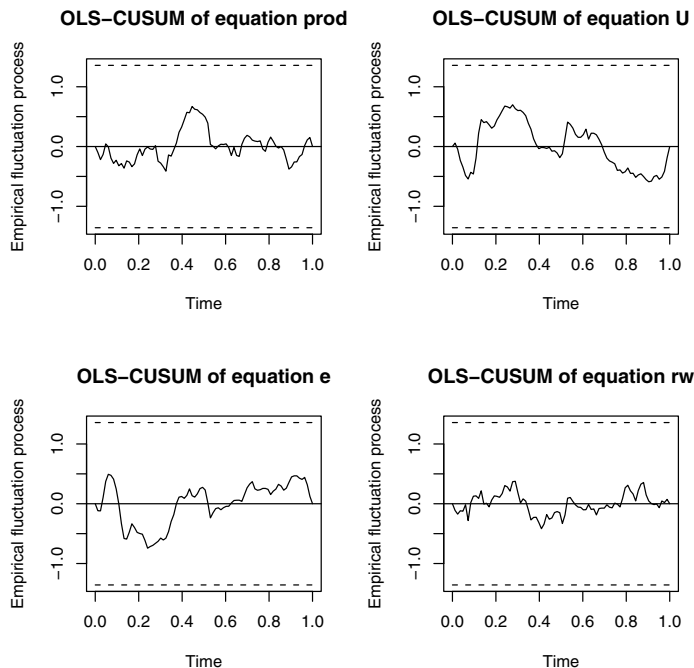 OLS−CUSUM of equation prod
Empirical fluctuation process
1.0
0.0
−1.0
0.0 0.2 0.4 0.6 0.8 1.0
Time
OLS−CUSUM of equation U
Empirical fluctuation process
1.0
0.0
−1.0
0.0 0.2 0.4 0.6 0.8 1.0
Time
OLS−CUSUM of equation e
Empirical fluctuation process
1.0
0.0
−1.0
0.0 0.2 0.4 0.6 0.8 1.0
Time
OLS−CUSUM of equation rw
Empirical fluctuation process
1.0
0.0
−1.0
0.0 0.2 0.4 0.6 0.8 1.0
Time